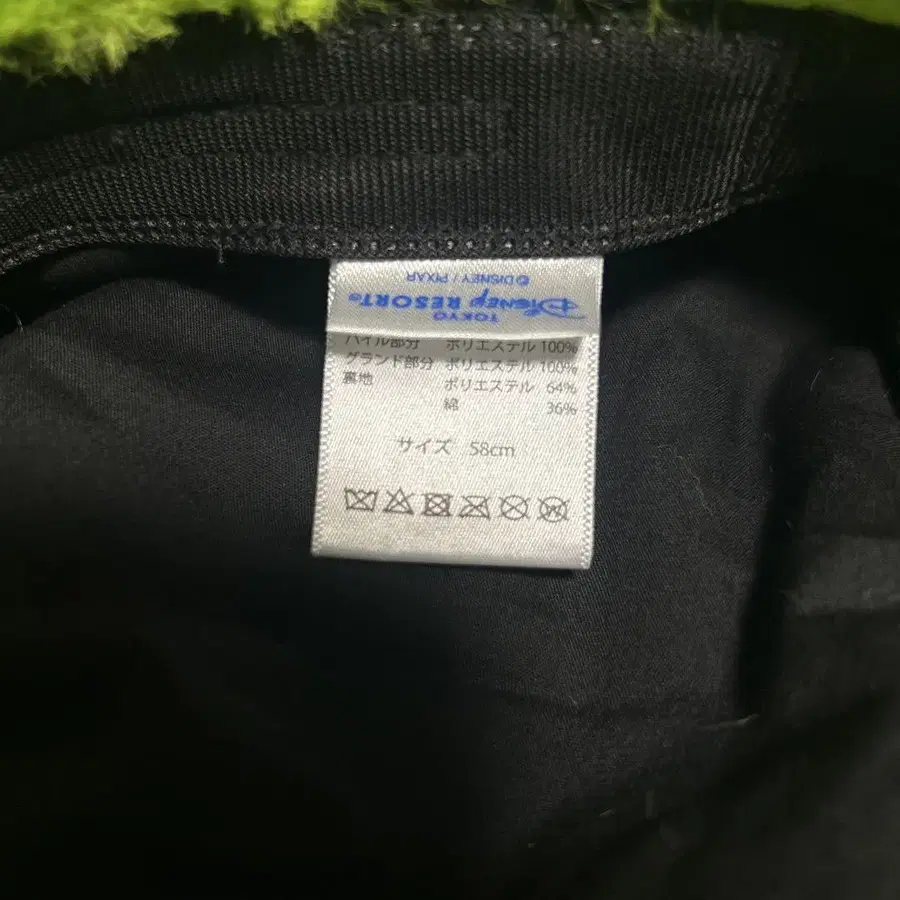 © DISNEY / PIXAR
Disney RESORT®
TOKYO
パイル部分 ポリエステル 100%
グランド部分 ポリエステル 100%
裏地 ポリエステル 64%
綿 36%
サイズ 58cm
W